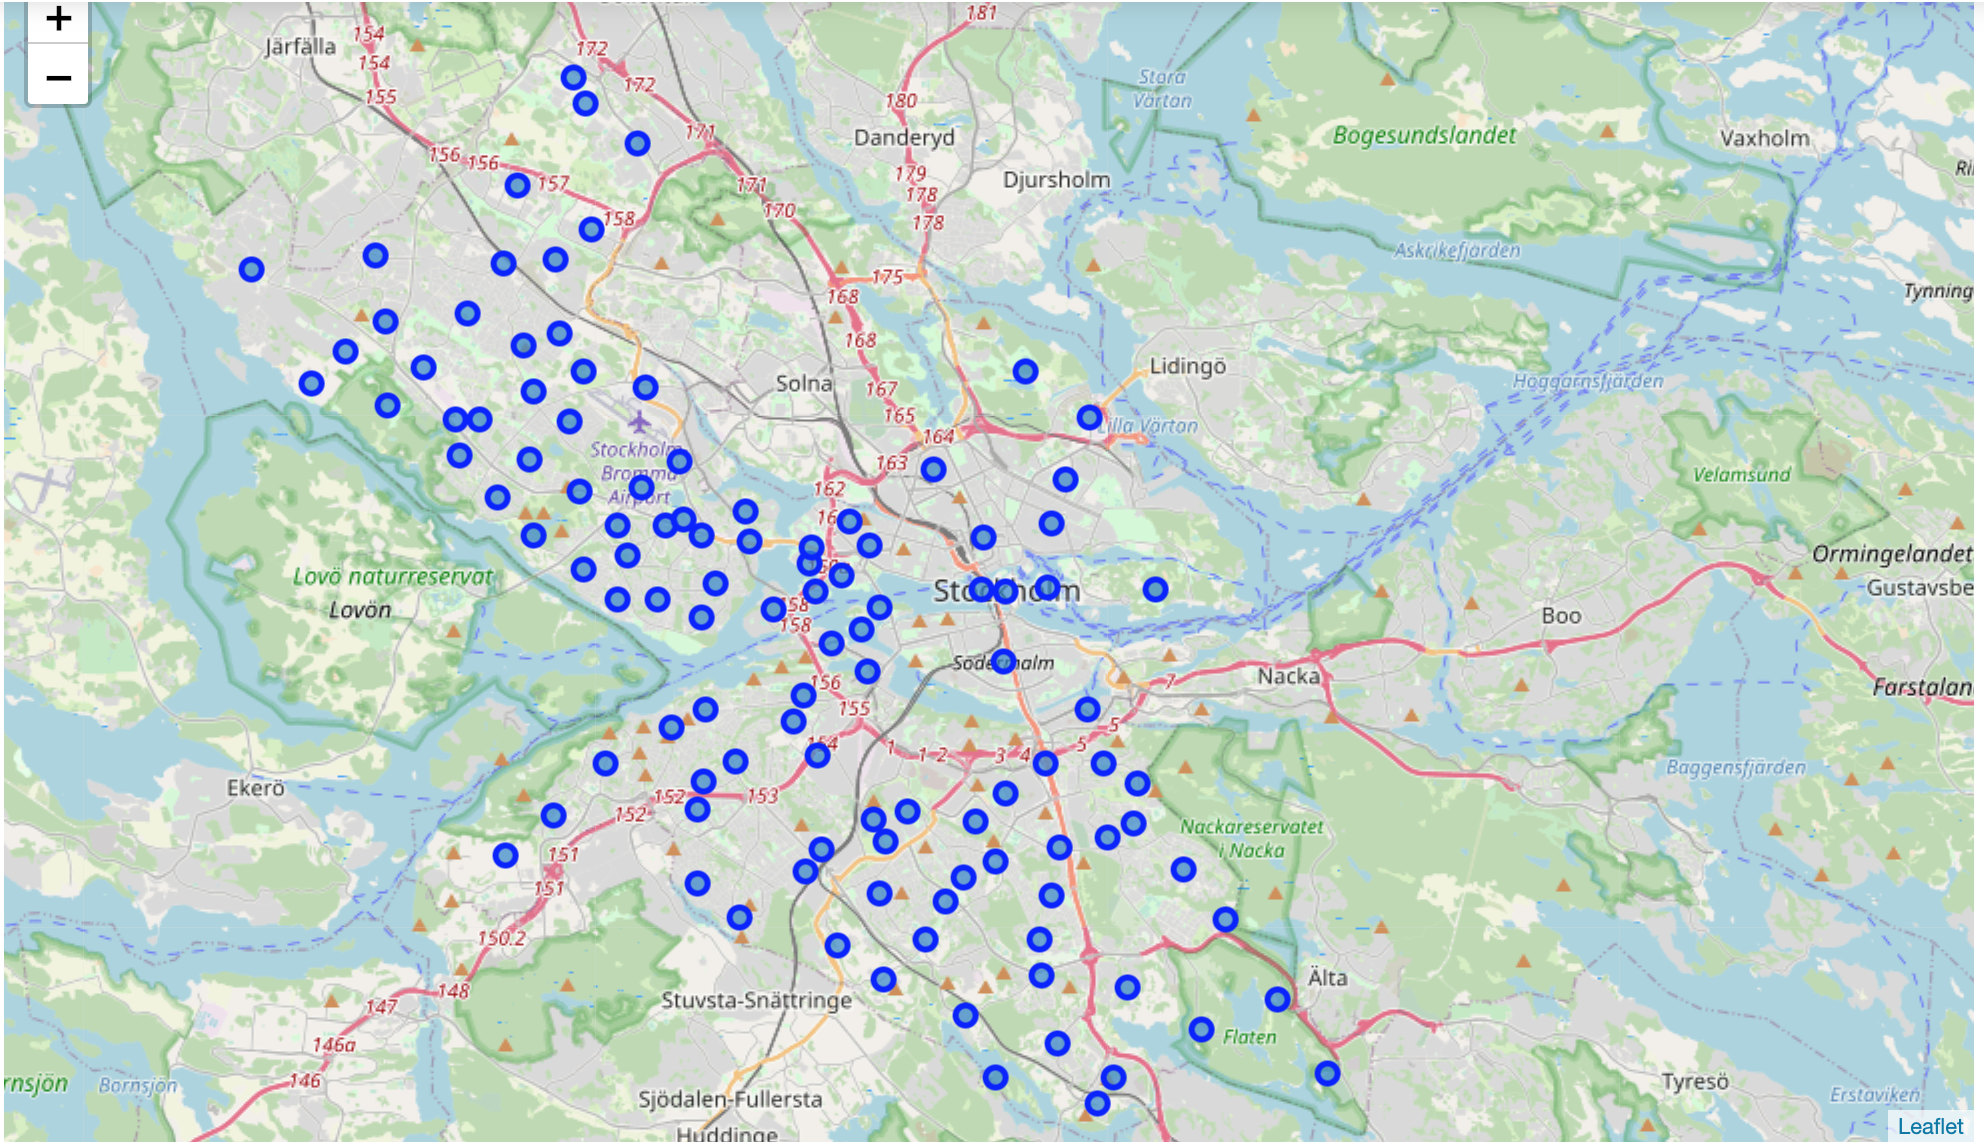 +
−
Järfälla
154
154
155
172
172
181
180
Stora
Värtan
Danderyd
Bogesundslandet
Vaxholm
171
156
156
157
179
178
178
Djursholm
171
170
158
175
168
Askrikefjärden
Tynning
168
167
165
164
163
162
Solna
Lidingö
Lilla Värtan
Höggarnsfjärden
Stockholm
Bromma
Airport
Velamsund
Ormingelandet
Gustavsbe
Lovö naturreservat
Lovön
Stockholm
158
158
Boo
Södermalm
156
155
154
Nacka
7
Farstalan
1
1
2
3
4
5
5
Baggensfjärden
Ekerö
152
152
153
151
151
150.2
Nackareservatet
i Nacka
148
147
146a
146
Stuvsta-Snättringe
Älta
Flaten
rnsjön
Bornsjön
Sjödalen-Fullersta
Huddinge
Tyresö
Erstaviken
Leaflet